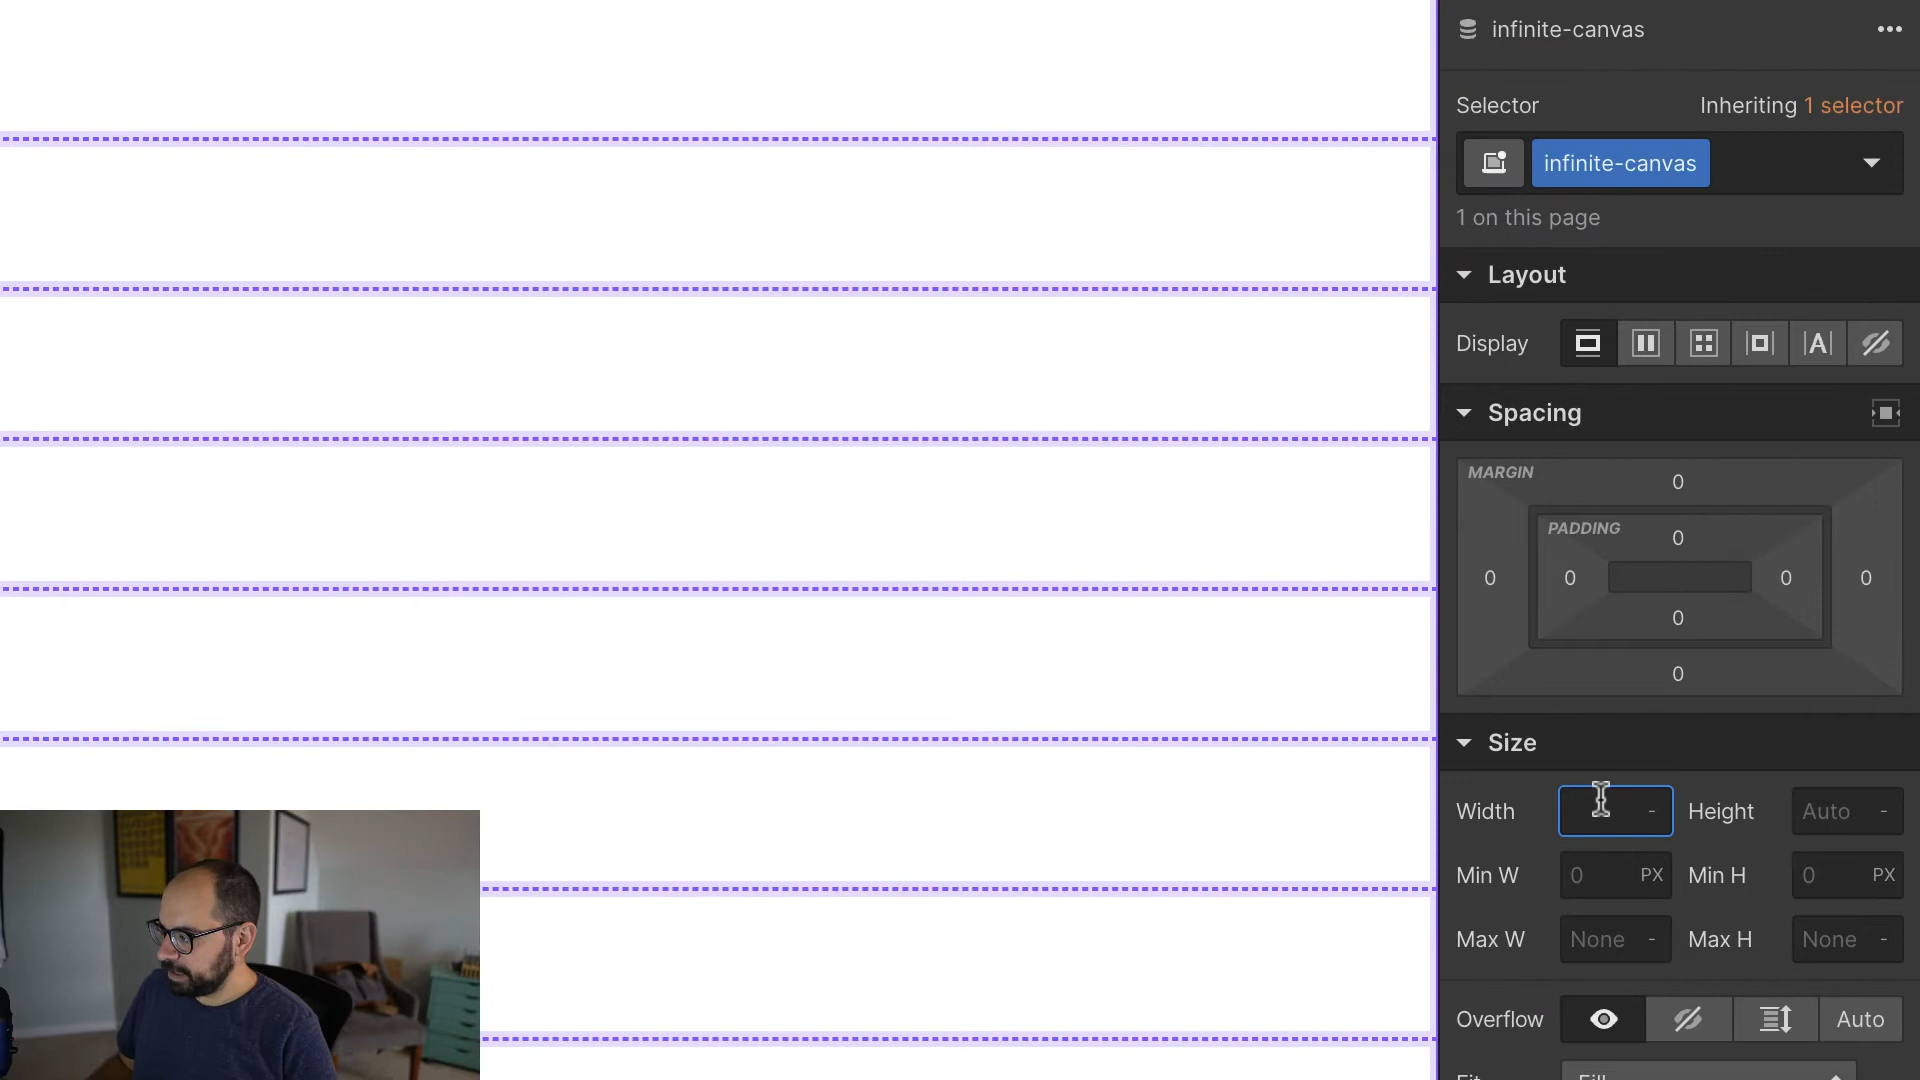 infinite-canvas
Selector Inheriting 1 selector
infinite-canvas
1 on this page
Layout
Display
Spacing
MARGIN
0
PADDING
0
0 0 0 0
0
0
Size
Width - Height Auto -
Min W 0 PX Min H 0 PX
Max W None - Max H None -
Overflow Auto
Fit Fill